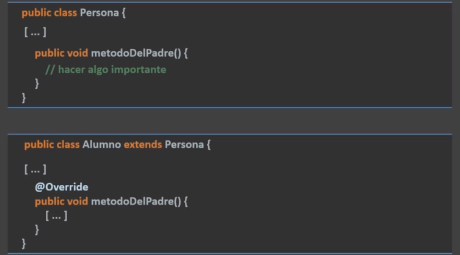 public class Persona {
[ ... ]
public void metodoDelPadre() {
// hacer algo importante
}
}
public class Alumno extends Persona {
[ ... ]
@Override
public void metodoDelPadre() {
[ ... ]
}
}